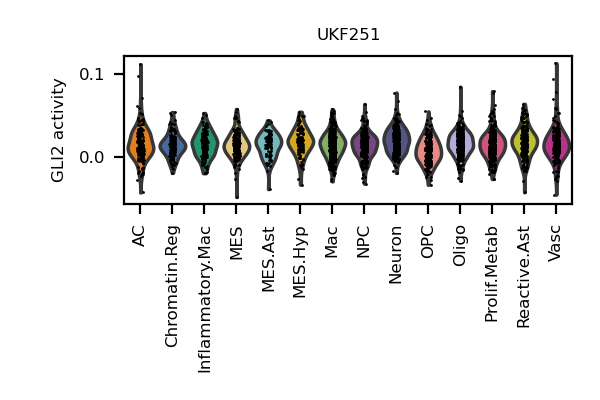 UKF251
GLI2 activity
0.1
0.0
AC
Chromatin.Reg
Inflammatory.Mac
MES
MES.Ast
MES.Hyp
Mac
NPC
Neuron
OPC
Oligo
Prolif.Metab
Reactive.Ast
Vasc